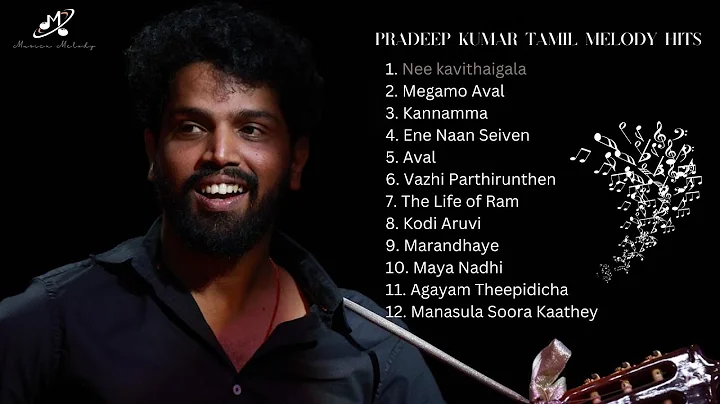 Musica Melody
PRADEEP KUMAR TAMIL MELODY HITS
1. Nee kavithaigala
2. Megamo Aval
3. Kannamma
4. Ene Naan Seiven
5. Aval
6. Vazhi Parthirunthen
7. The Life of Ram
8. Kodi Aruvi
9. Marandhaye
10. Maya Nadhi
11. Agayam Theepidicha
12. Manasula Soora Kaathey